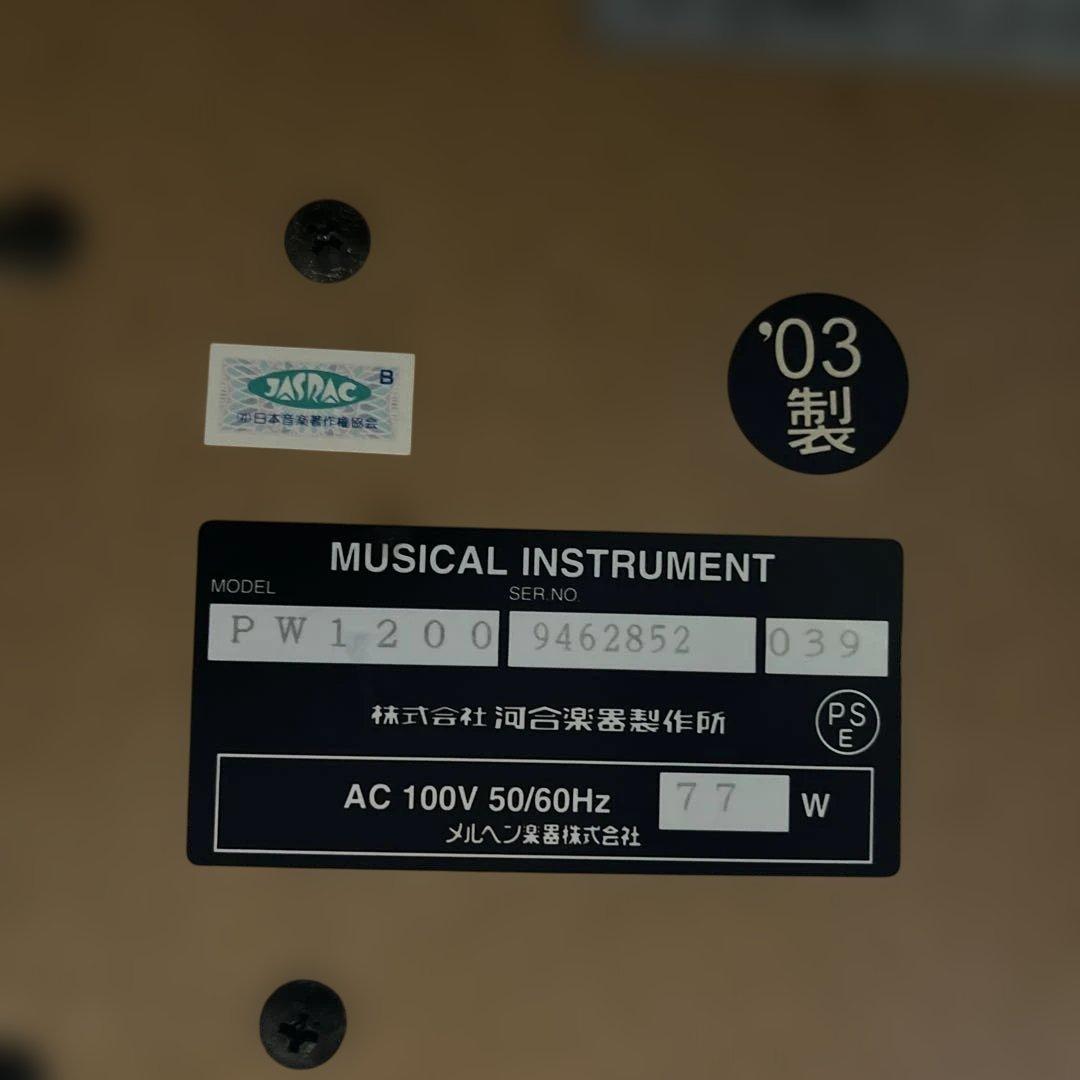 JASRAC B
㈳日本音楽著作権協会
'03
製
MUSICAL INSTRUMENT
MODEL SER.NO.
PW1200 9462852 039
株式会社 河合楽器製作所
PS
E
AC 100V 50/60Hz 77 W
メルヘン楽器株式会社